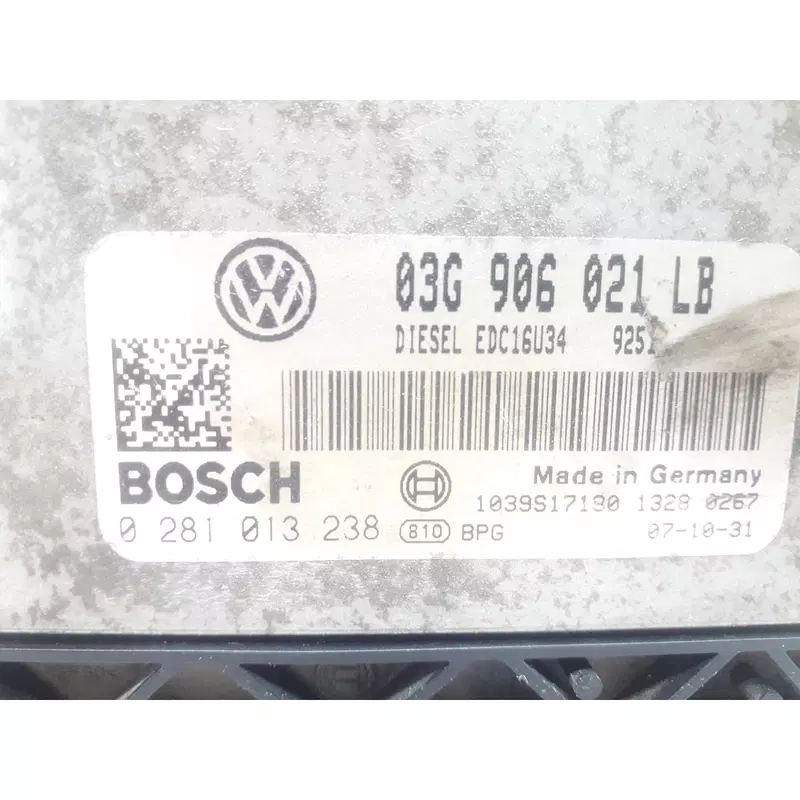 03G 906 021 LB
DIESEL EDC16U34
BOSCH
Made in Germany
1039S17190 1328 0267
0 281 013 238 810 BPG 07-10-31